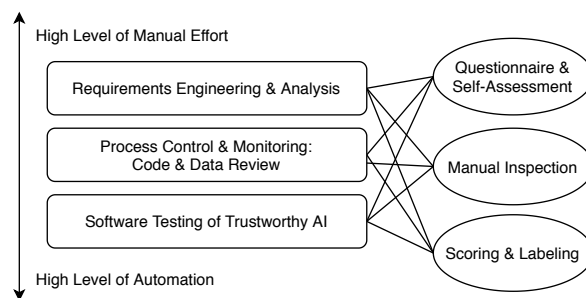 High Level of Manual Effort
Requirements Engineering & Analysis
Process Control & Monitoring:
Code & Data Review
Software Testing of Trustworthy AI
High Level of Automation
Questionnaire &
Self-Assessment
Manual Inspection
Scoring & Labeling